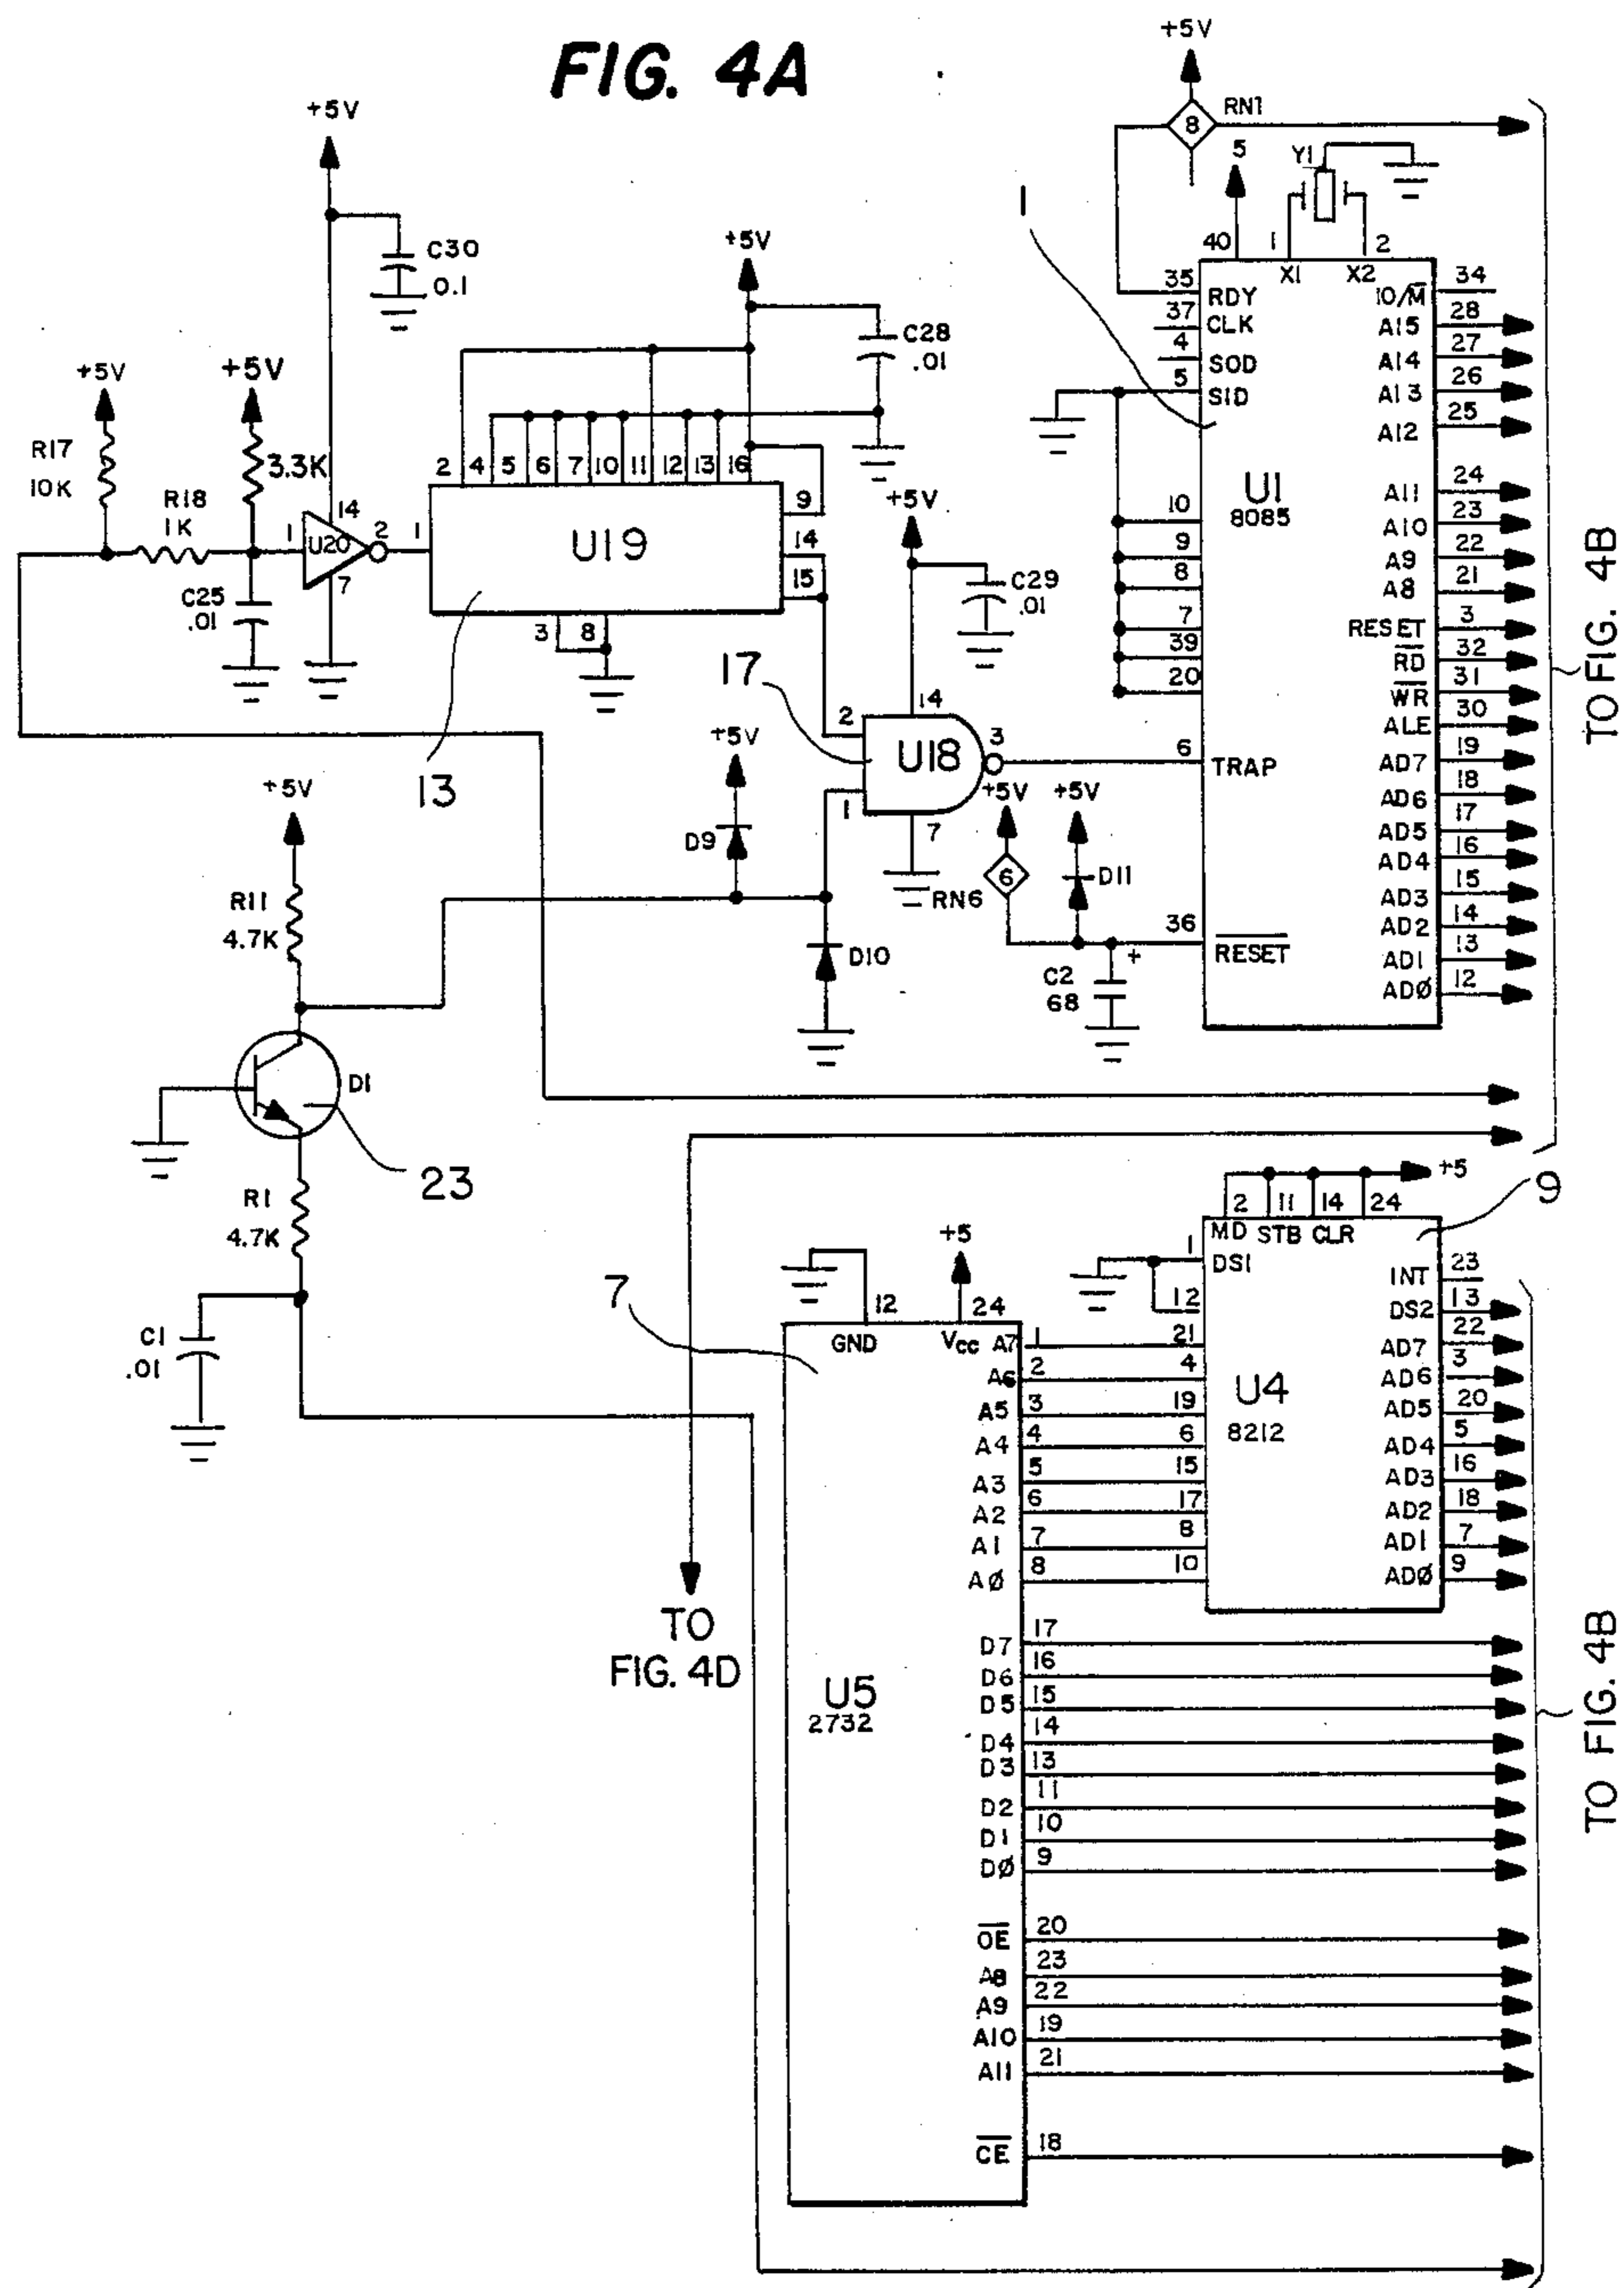 FIG. 4A
+5V
RN1
8
5
Y1
1
40
1
2
X1
X2
35
RDY
37
CLK
4
SOD
5
SID
U1
8085
10
9
8
7
39
20
6
TRAP
36
RESET
IO/M
34
A15
28
A14
27
A13
26
A12
25
A11
24
A10
23
A9
22
A8
21
RESET
3
RD
32
WR
31
ALE
30
AD7
19
AD6
18
AD5
17
AD4
16
AD3
15
AD2
14
AD1
13
ADØ
12
TO FIG. 4B
+5V
C30
0.1
+5V
C28
.01
+5V
R17
10K
+5V
3.3K
R18
1K
C25
.01
1
14
U20
2
7
1
2
4
5
6
7
10
11
12
13
16
9
14
15
U19
3
8
13
+5V
C29
.01
17
14
2
U18
3
1
7
+5V
D9
D10
+5V
6
RN6
+5V
D11
+
C2
68
+5V
R11
4.7K
D1
23
R1
4.7K
C1
.01
TO
FIG. 4D
+5
9
2
11
14
24
MD
STB
CLR
1
DS1
12
U4
8212
21
4
19
6
15
17
8
10
INT
23
DS2
13
AD7
22
AD6
3
AD5
20
AD4
5
AD3
16
AD2
18
AD1
7
ADØ
9
7
12
GND
+5
24
Vcc
A7
1
A6
2
A5
3
A4
4
A3
5
A2
6
A1
7
AØ
8
U5
2732
D7
17
D6
16
D5
15
D4
14
D3
13
D2
11
D1
10
DØ
9
OE
20
A8
23
A9
22
A10
19
A11
21
CE
18
TO FIG. 4B